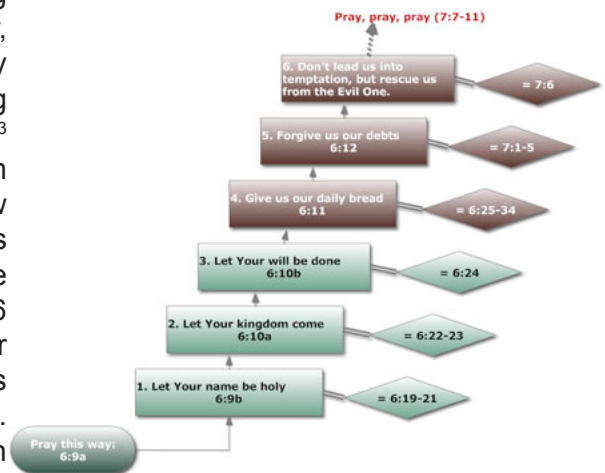 Pray, pray, pray (7:7-11)
6. Don't lead us into
temptation, but rescue us
from the Evil One.
= 7:6
5. Forgive us our debts
6:12
= 7:1-5
4. Give us our daily bread
6:11
= 6:25-34
3. Let Your will be done
6:10b
= 6:24
2. Let Your kingdom come
6:10a
= 6:22-23
1. Let Your name be holy
6:9b
= 6:19-21
Pray this way:
6:9a